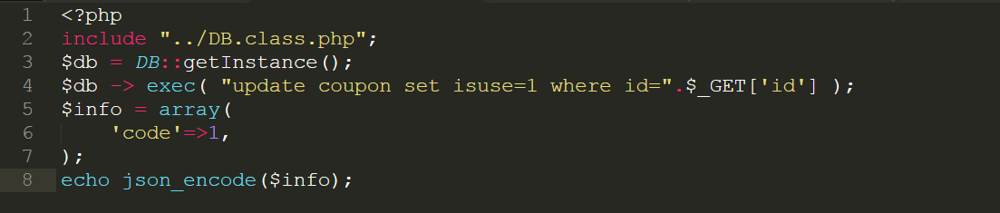 1 <?php
2 include "../DB.class.php";
3 $db = DB::getInstance();
4 $db -> exec( "update coupon set isuse=1 where id=".$_GET['id'] );
5 $info = array(
6     'code'=>1,
7 );
8 echo json_encode($info);